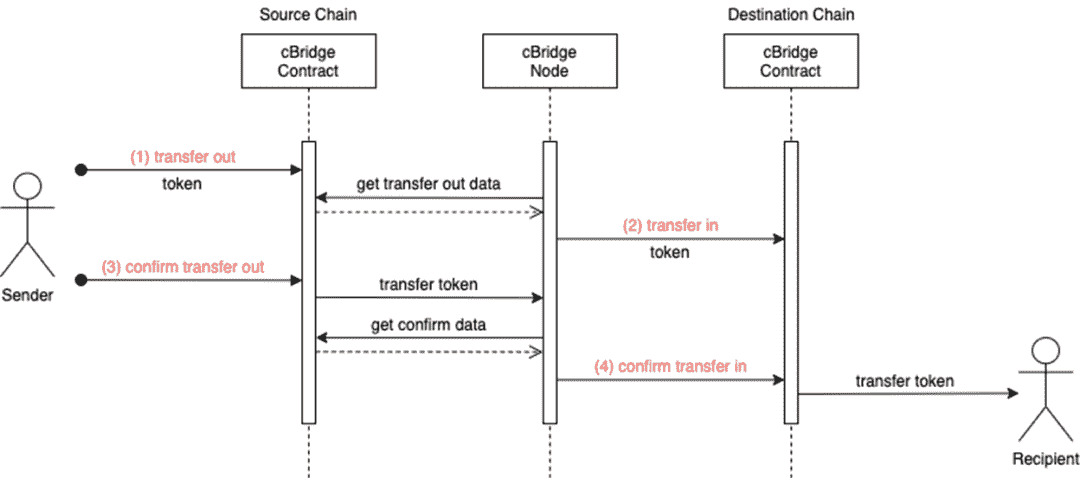 Source Chain
Destination Chain
cBridge
Contract
cBridge
Node
cBridge
Contract
(1) transfer out
token
get transfer out data
(2) transfer in
token
(3) confirm transfer out
Sender
transfer token
get confirm data
(4) confirm transfer in
transfer token
Recipient